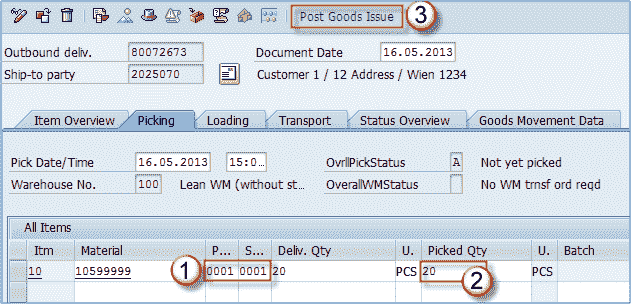 Post Goods Issue 3
Outbound deliv. 80072673 Document Date 16.05.2013
Ship-to party 2025070 Customer 1 / 12 Address / Wien 1234
Item Overview Picking Loading Transport Status Overview Goods Movement Data
Pick Date/Time 16.05.2013 15:0... OvrllPickStatus A Not yet picked
Warehouse No. 100 Lean WM (without st... OverallWMStatus No WM trnsf ord reqd
All Items
Itm Material P... S... Deliv. Qty U. Picked Qty U. Batch
10 10599999 1 0001 0001 20 PCS 20 2 PCS